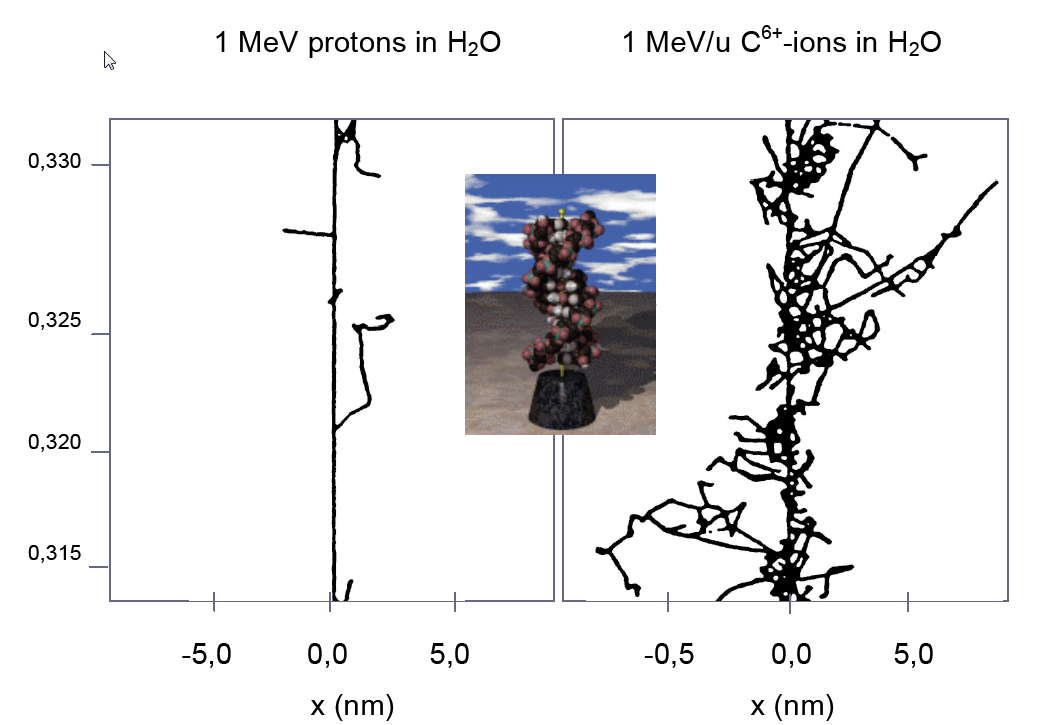 1 MeV protons in H₂O
1 MeV/u C⁶⁺-ions in H₂O
0,330
0,325
0,320
0,315
-5,0 0,0 5,0
-0,5 0,0 5,0
x (nm)
x (nm)